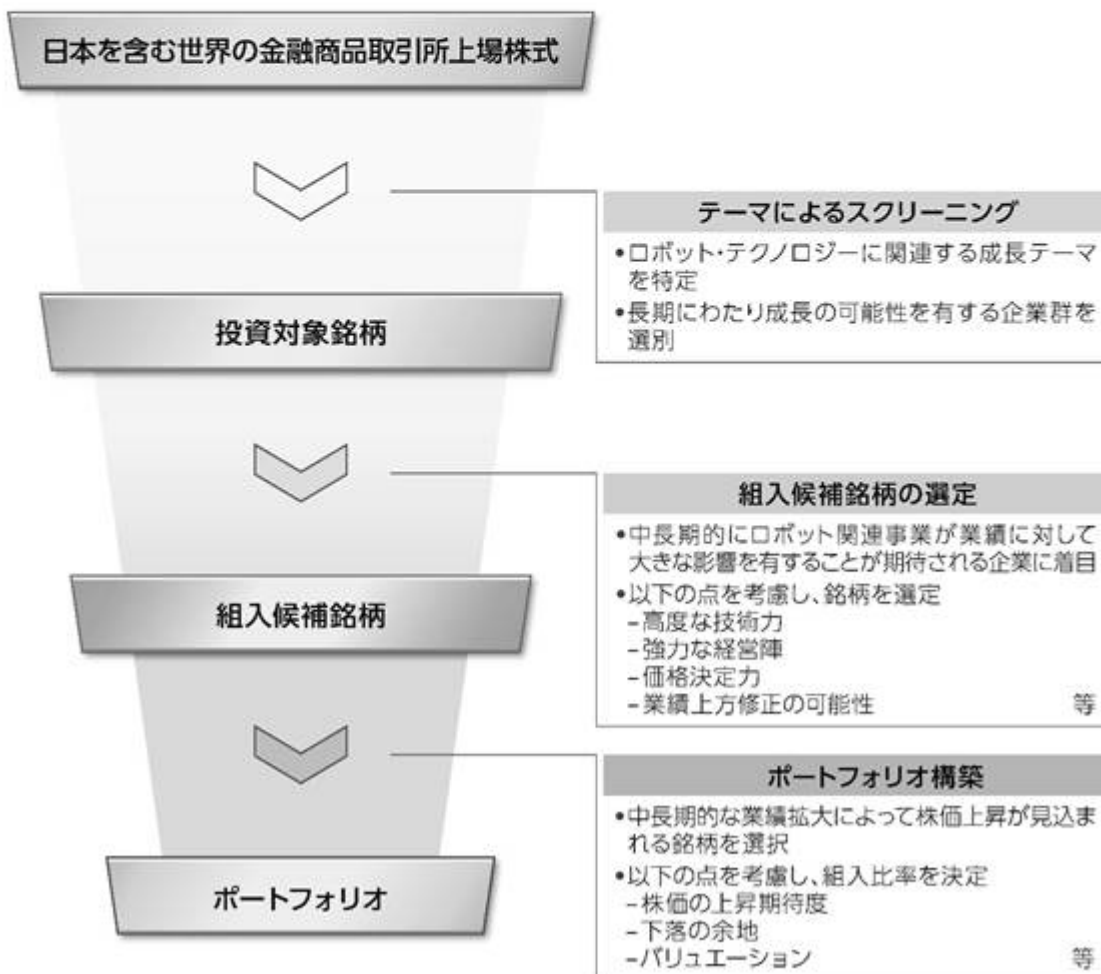 日本を含む世界の金融商品取引所上場株式
テーマによるスクリーニング
•ロボット・テクノロジーに関連する成長テーマ
を特定
•長期にわたり成長の可能性を有する企業群を
選別
投資対象銘柄
組入候補銘柄の選定
•中長期的にロボット関連事業が業績に対して
大きな影響を有することが期待される企業に着目
•以下の点を考慮し、銘柄を選定
–高度な技術力
–強力な経営陣
–価格決定力
–業績上方修正の可能性 等
組入候補銘柄
ポートフォリオ構築
•中長期的な業績拡大によって株価上昇が見込ま
れる銘柄を選択
•以下の点を考慮し、組入比率を決定
–株価の上昇期待度
–下落の余地
–バリュエーション 等
ポートフォリオ